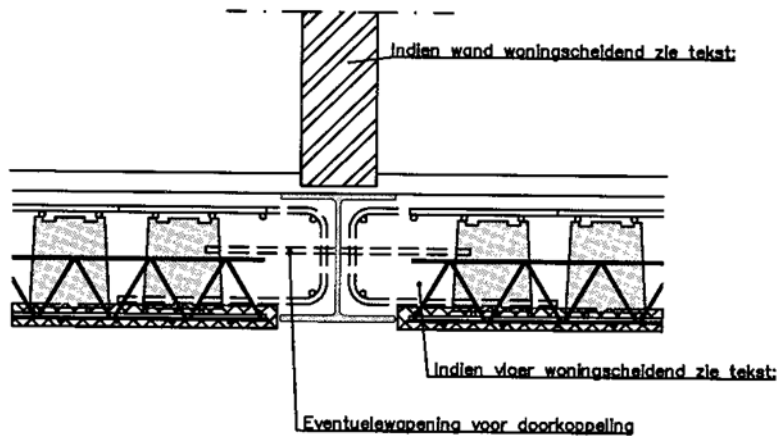 Indien wand woningscheidend zie tekst:
Indien vloer woningscheidend zie tekst:
Eventuelewapening voor doorkoppeling